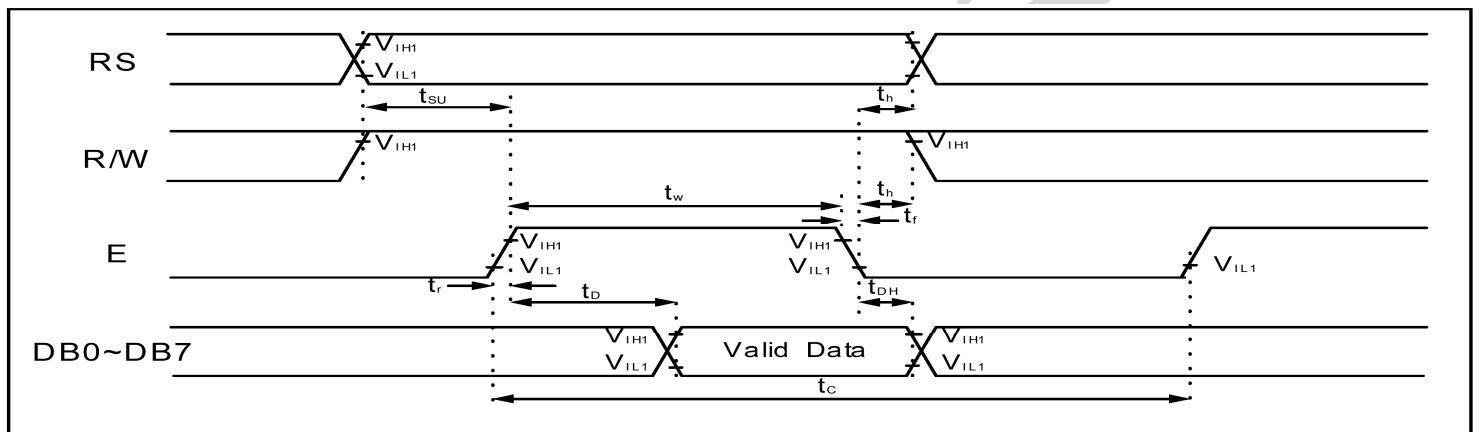 RS
VIH1
VIL1
tSU
th
R/W
VIH1
VIH1
tw
th
tf
E
VIH1
VIL1
VIH1
VIL1
VIL1
tr
tD
tDH
DB0~DB7
VIH1
VIL1
Valid Data
VIH1
VIL1
tC